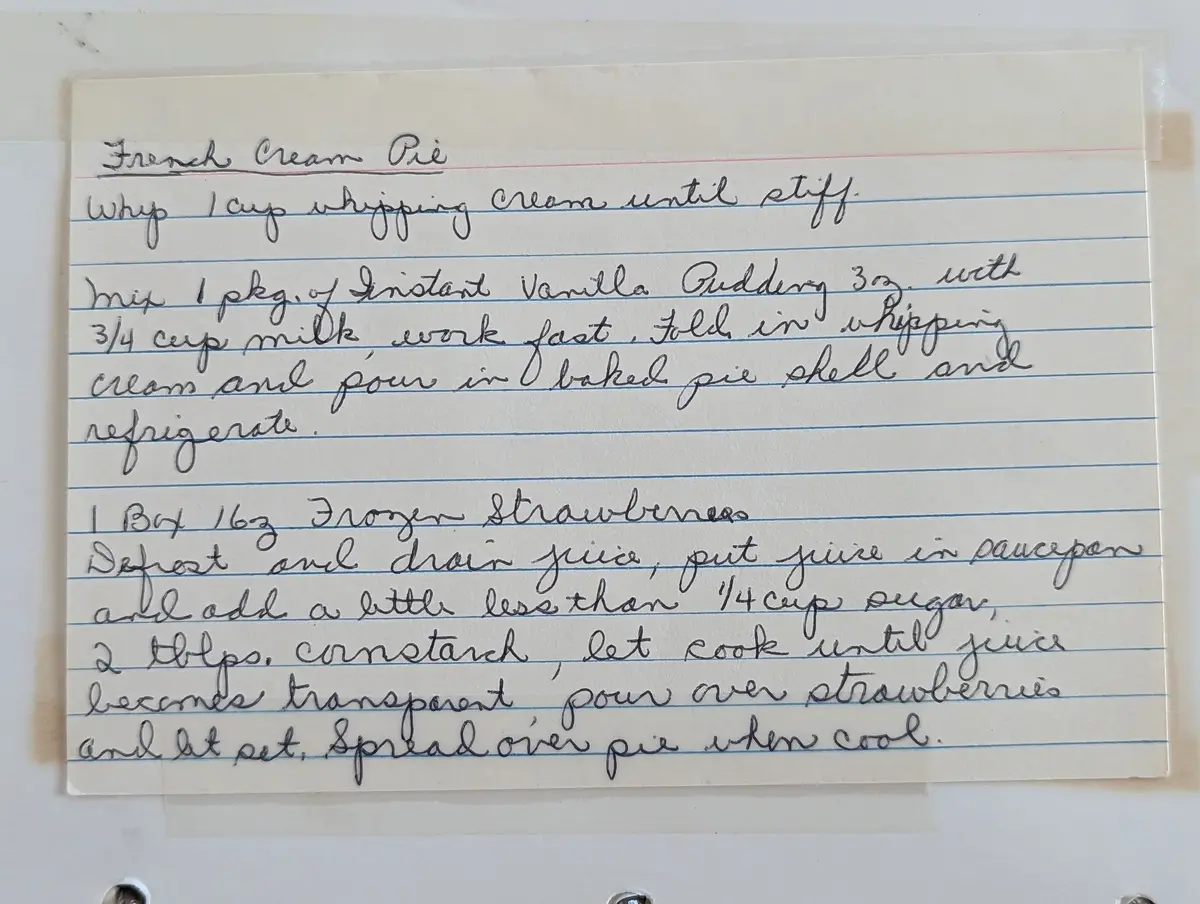 French Cream Pie
Whip 1 cup whipping cream until stiff.
Mix 1 pkg. of Instant Vanilla Pudding 3oz. with
3/4 cup milk, work fast. Fold in whipping
cream and pour in baked pie shell and
refrigerate.
1 Box 16oz Frozen Strawberries
Defrost and drain juice, put juice in saucepan
and add a little less than 1/4 cup sugar,
2 tblps. cornstarch, let cook until juice
becomes transparent, pour over strawberries
and let set. Spread over pie when cool.